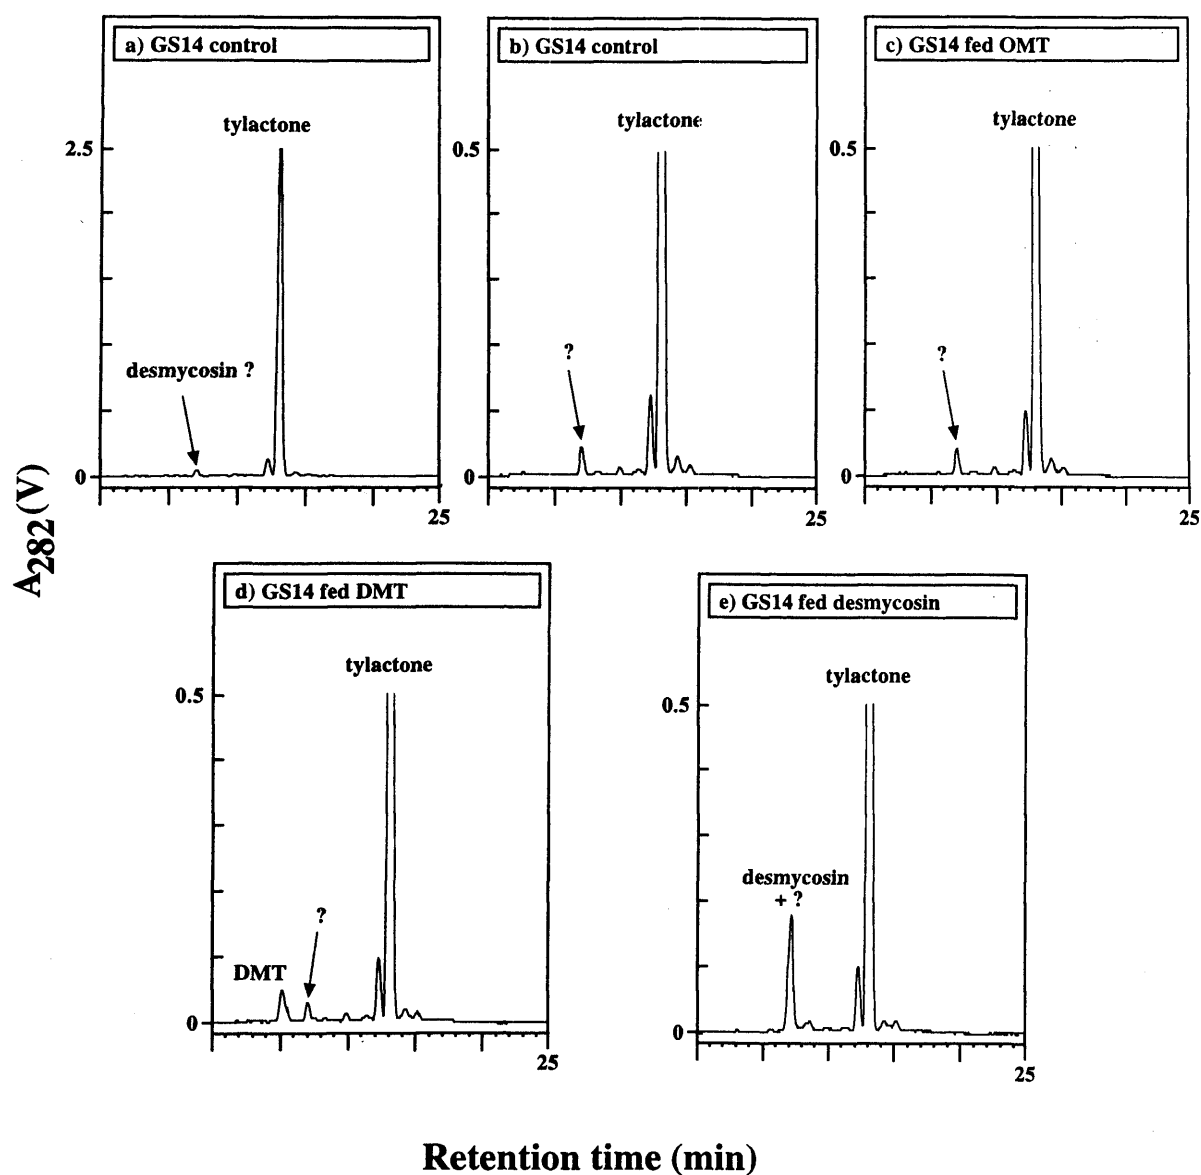 a) GS14 control
tylactone
2.5
desmycosin ?
0
25
b) GS14 control
tylactone
0.5
?
0
25
c) GS14 fed OMT
tylactone
0.5
?
0
25
A282(V)
d) GS14 fed DMT
tylactone
0.5
?
DMT
0
25
e) GS14 fed desmycosin
tylactone
0.5
desmycosin
+ ?
0
25
Retention time (min)